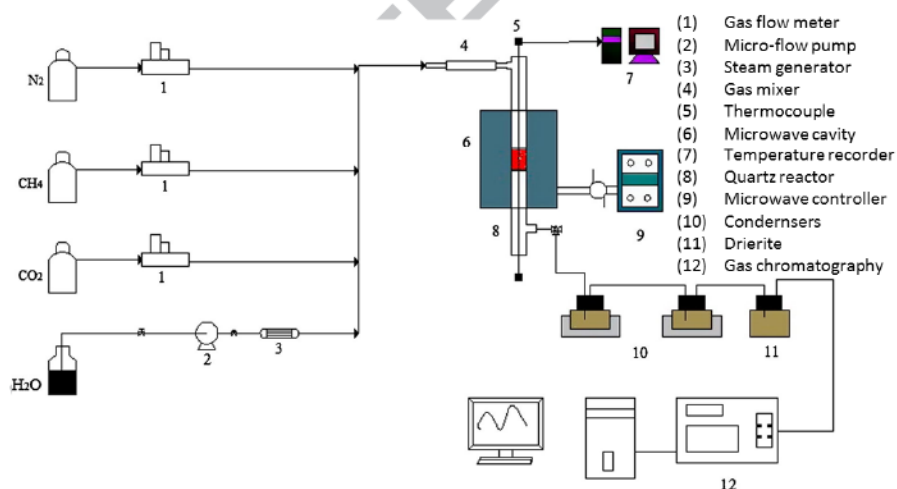 N2
1
CH4
1
CO2
1
H2O
2
3
4
5
6
7
8
9
10
11
12
(1) Gas flow meter
(2) Micro-flow pump
(3) Steam generator
(4) Gas mixer
(5) Thermocouple
(6) Microwave cavity
(7) Temperature recorder
(8) Quartz reactor
(9) Microwave controller
(10) Condernsers
(11) Drierite
(12) Gas chromatography